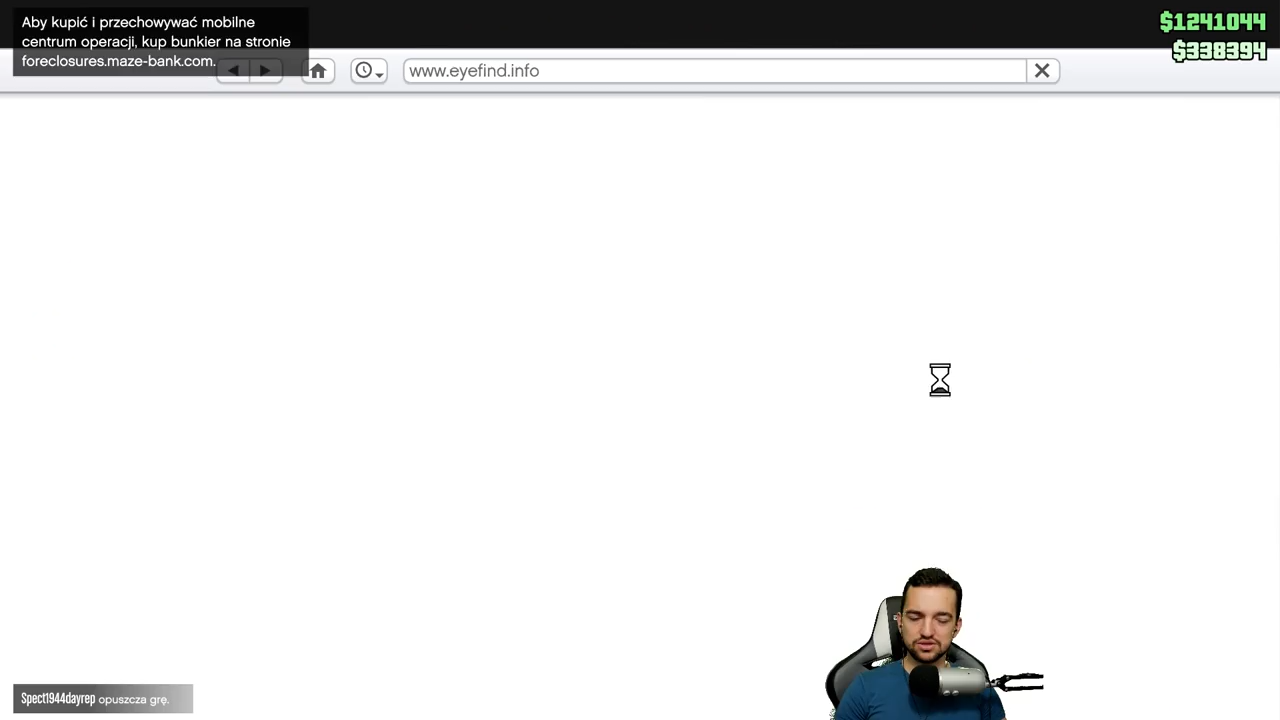 Aby kupić i przechowywać mobilne
centrum operacji, kup bunkier na stronie
foreclosures.maze-bank.com.
$1241044
$338394
www.eyefind.info
Spect1944dayrep opuszcza grę.